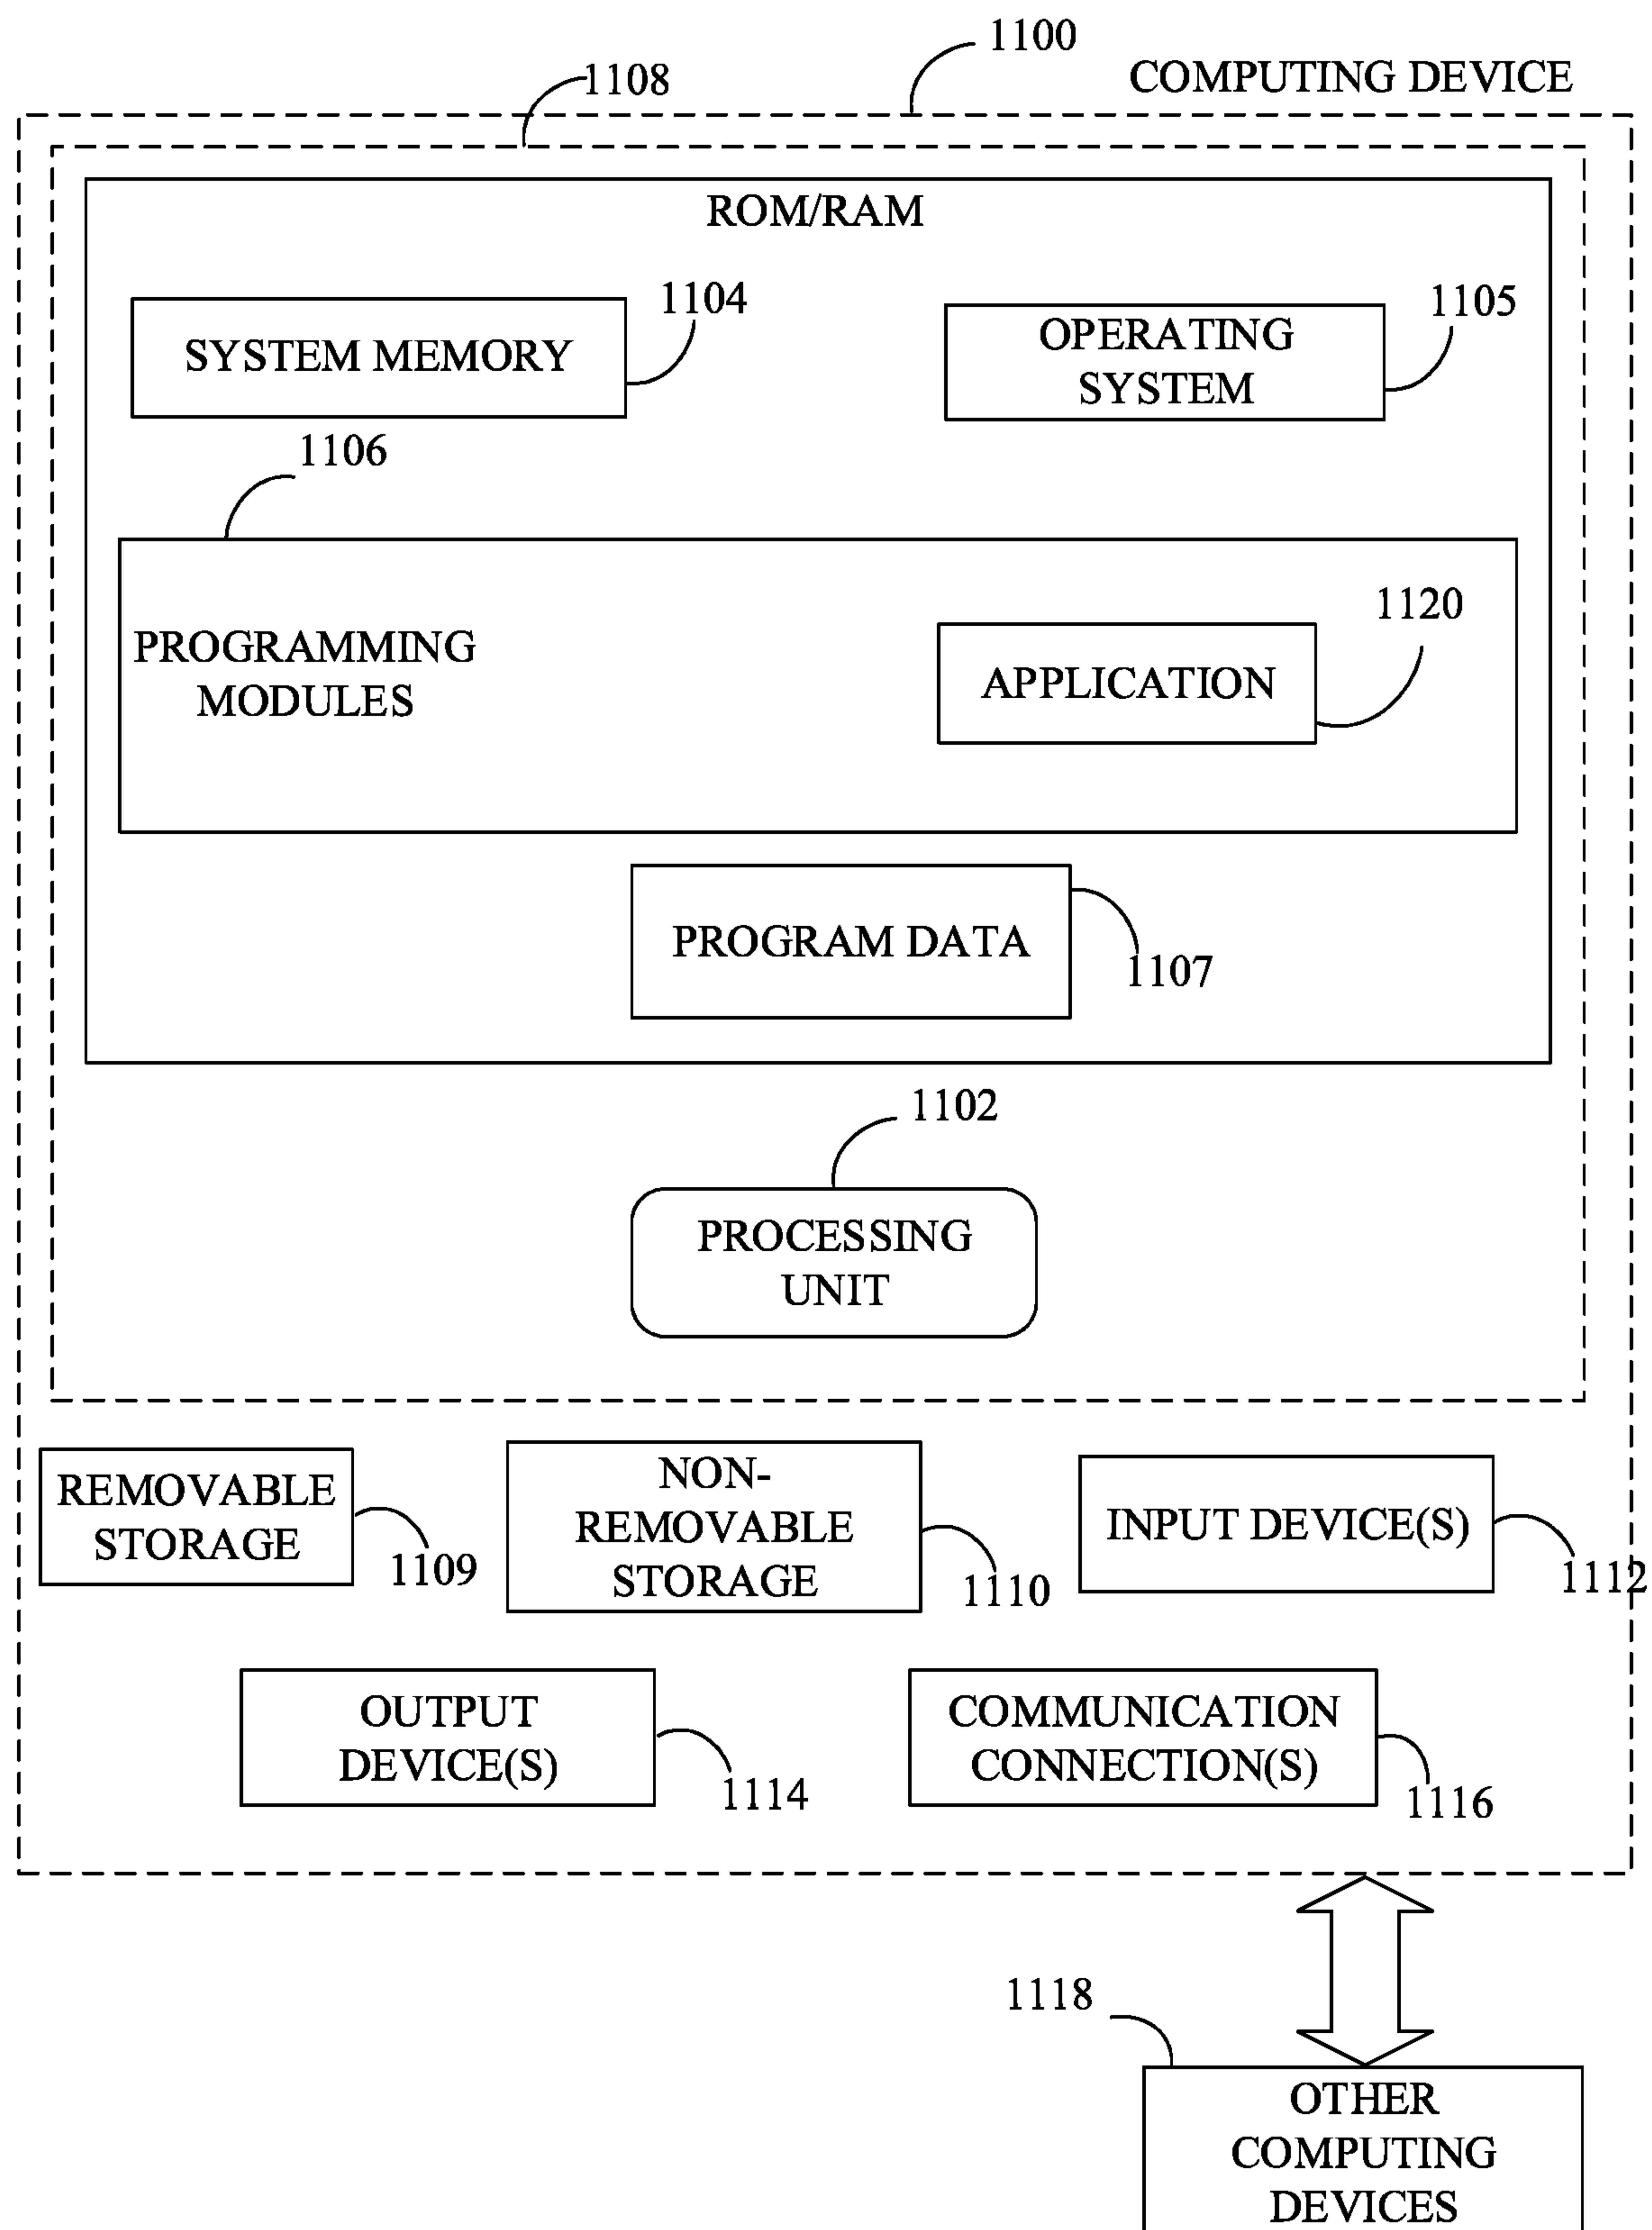 1100
1108
COMPUTING DEVICE
ROM/RAM
1104
1105
SYSTEM MEMORY
OPERATING
SYSTEM
1106
1120
PROGRAMMING
MODULES
APPLICATION
PROGRAM DATA
1107
1102
PROCESSING
UNIT
REMOVABLE
STORAGE
1109
NON-
REMOVABLE
STORAGE
1110
INPUT DEVICE(S)
1112
OUTPUT
DEVICE(S)
1114
COMMUNICATION
CONNECTION(S)
1116
1118
OTHER
COMPUTING
DEVICES